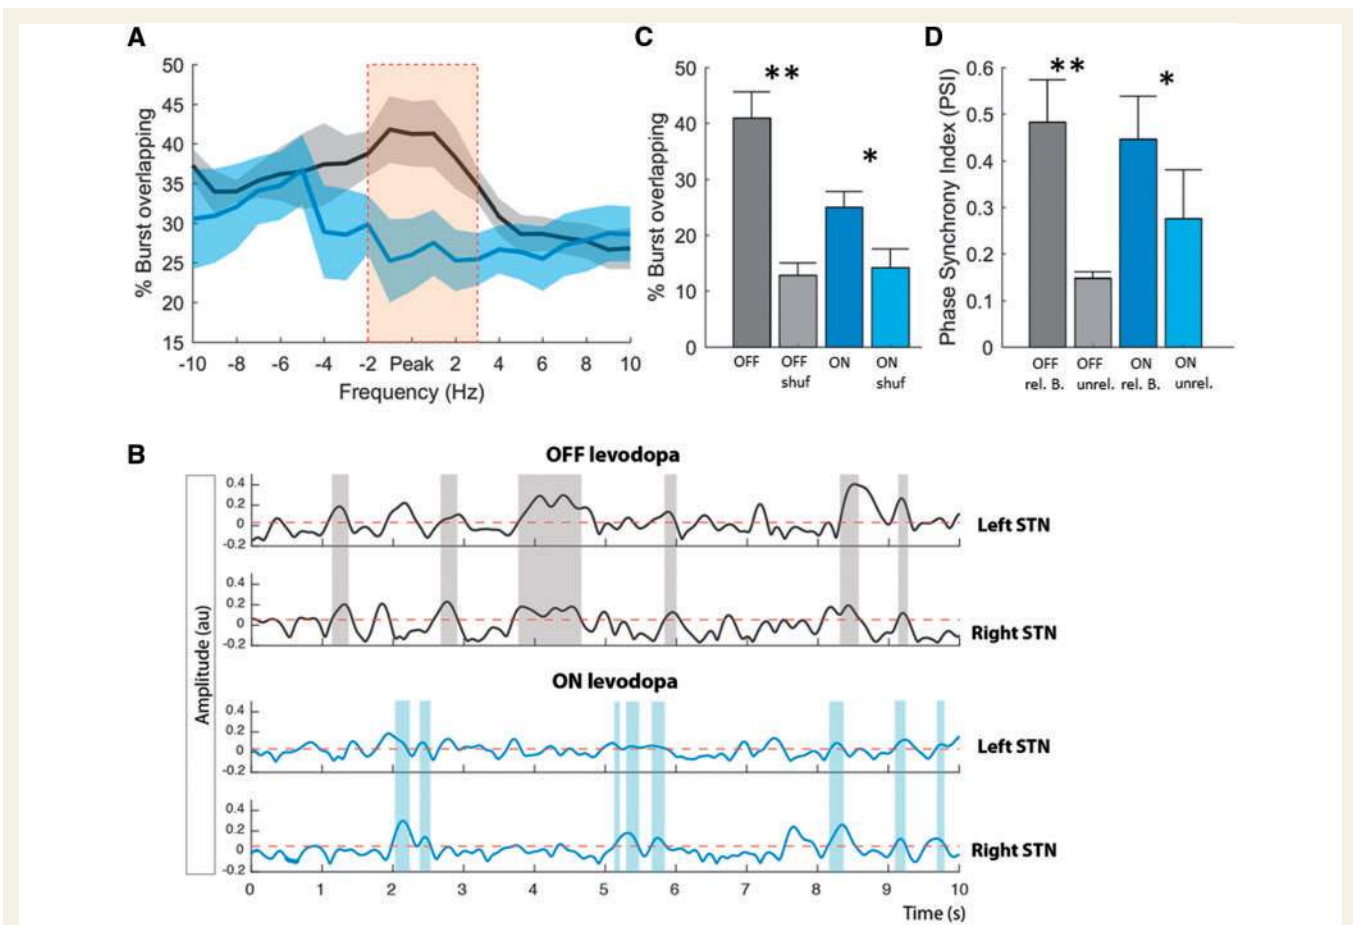 A
50
45
40
35
30
25
20
15
% Burst overlapping
-10 -8 -6 -4 -2 Peak 2 4 6 8 10
Frequency (Hz)
C
50
40
30
20
10
0
% Burst overlapping
** *
OFF OFF shuf ON ON shuf
D
0.6
0.5
0.4
0.3
0.2
0.1
0
Phase Synchrony Index (PSI)
** *
OFF rel. B. OFF unrel. ON rel. B. ON unrel.
B
OFF levodopa
Amplitude (au)
0.4
0.2
0
-0.2
Left STN
0.4
0.2
0
-0.2
Right STN
ON levodopa
0.4
0.2
0
-0.2
Left STN
0.4
0.2
0
-0.2
Right STN
0 1 2 3 4 5 6 7 8 9 10
Time (s)